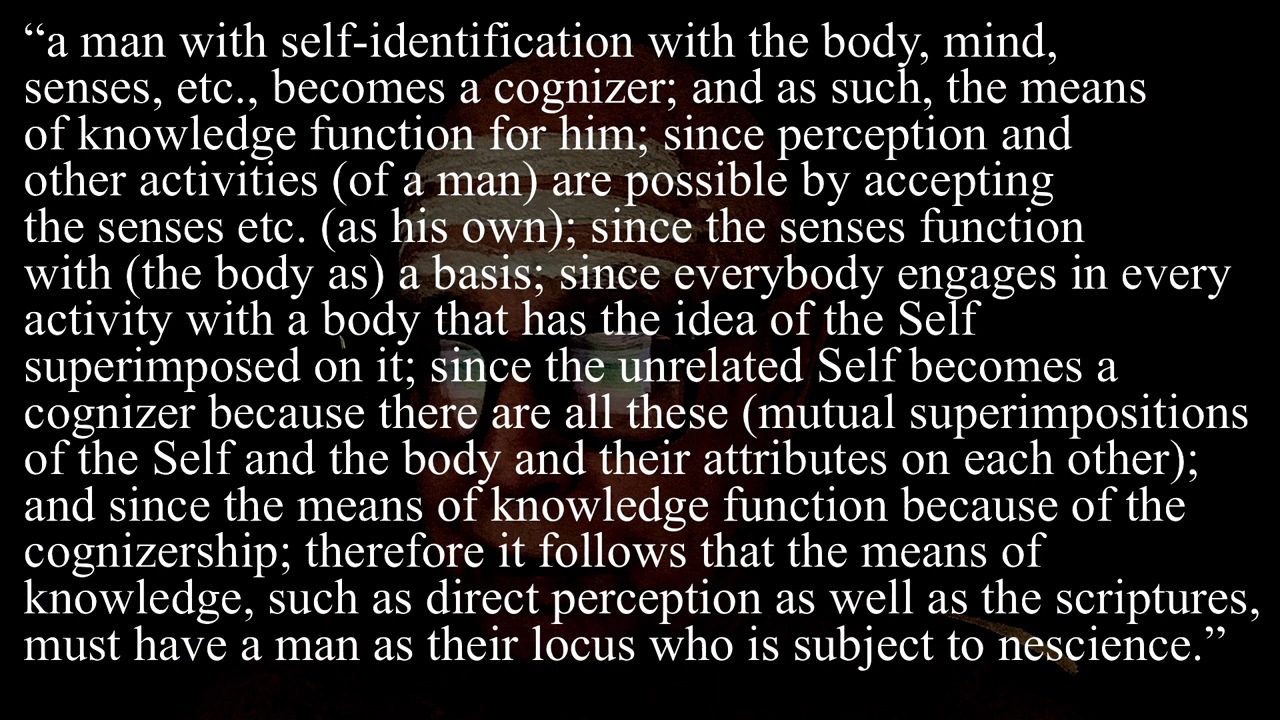 “a man with self-identification with the body, mind,
senses, etc., becomes a cognizer; and as such, the means
of knowledge function for him; since perception and
other activities (of a man) are possible by accepting
the senses etc. (as his own); since the senses function
with (the body as) a basis; since everybody engages in every
activity with a body that has the idea of the Self
superimposed on it; since the unrelated Self becomes a
cognizer because there are all these (mutual superimpositions
of the Self and the body and their attributes on each other);
and since the means of knowledge function because of the
cognizership; therefore it follows that the means of
knowledge, such as direct perception as well as the scriptures,
must have a man as their locus who is subject to nescience.”